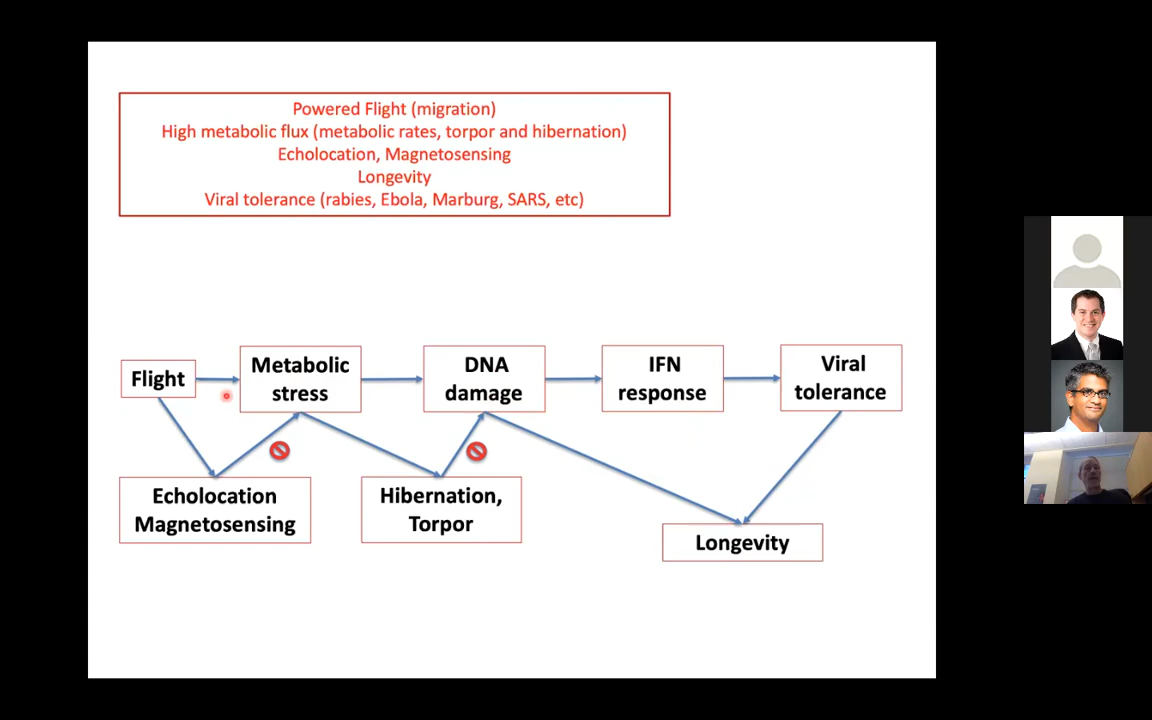 Powered Flight (migration)
High metabolic flux (metabolic rates, torpor and hibernation)
Echolocation, Magnetosensing
Longevity
Viral tolerance (rabies, Ebola, Marburg, SARS, etc)
Flight
Metabolic
stress
DNA
damage
IFN
response
Viral
tolerance
Echolocation
Magnetosensing
Hibernation,
Torpor
Longevity